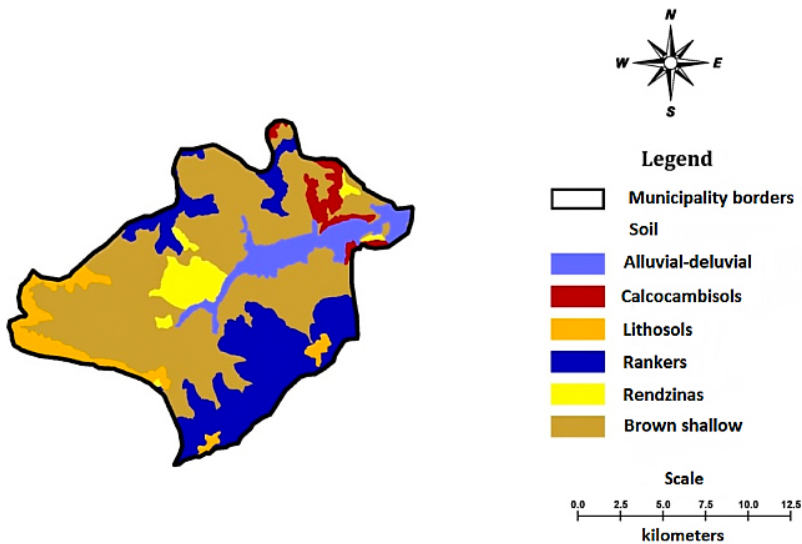 N
W E
S
Legend
Municipality borders
Soil
Alluvial-deluvial
Calcocambisols
Lithosols
Rankers
Rendzinas
Brown shallow
Scale
0.0 2.5 5.0 7.5 10.0 12.5
kilometers